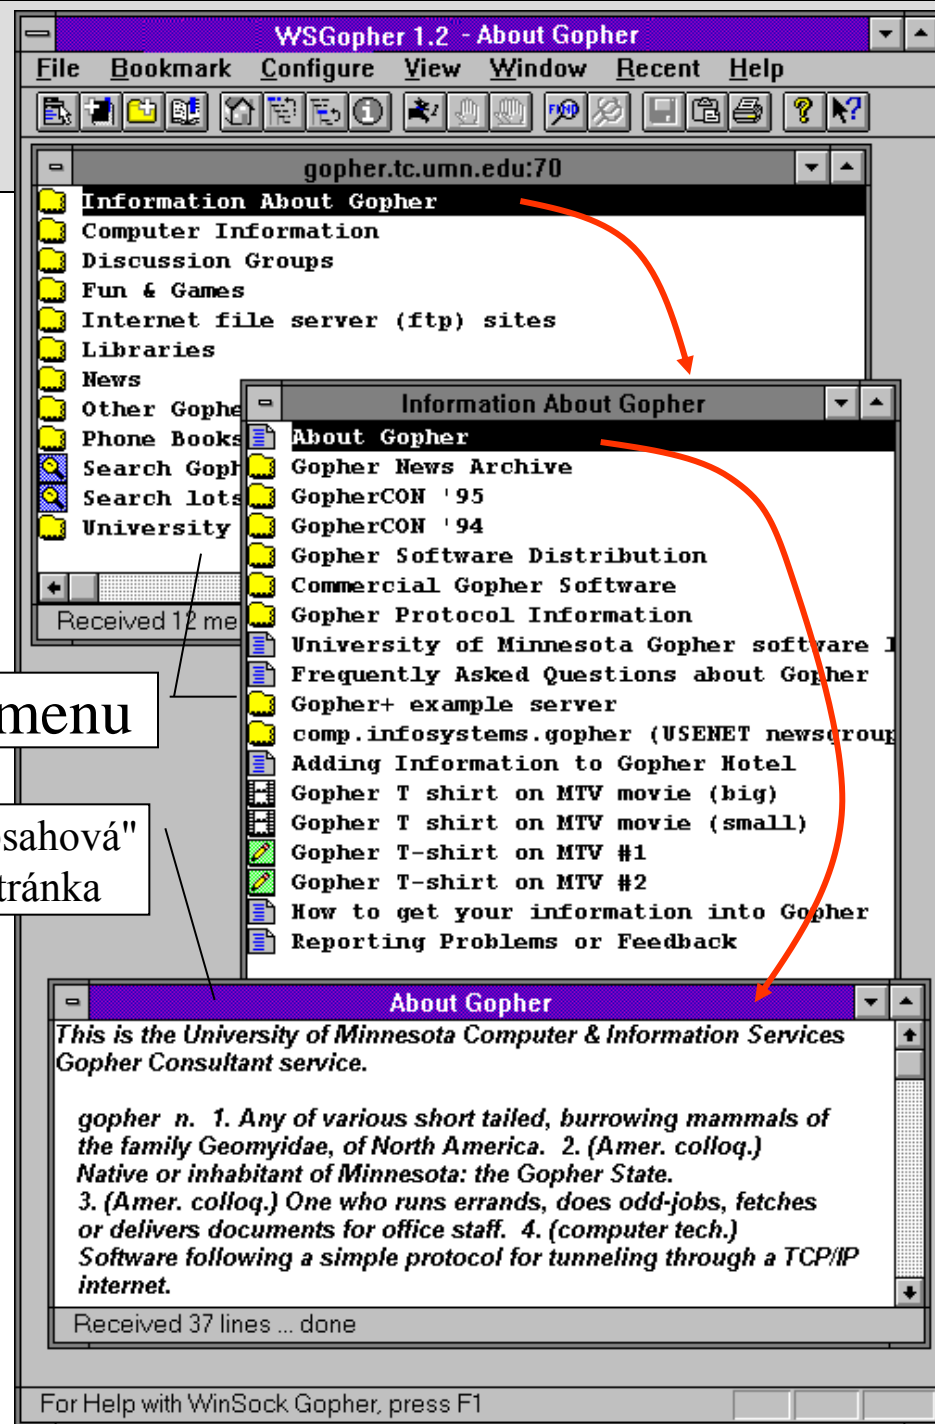 WSGopher 1.2 - About Gopher
File Bookmark Configure View Window Recent Help
FIND
gopher.tc.umn.edu:70
Information About Gopher
Computer Information
Discussion Groups
Fun & Games
Internet file server (ftp) sites
Libraries
News
Other Gophe
Phone Books
Search Goph
Search lots
University
Received 12 me
Information About Gopher
About Gopher
Gopher News Archive
GopherCON '95
GopherCON '94
Gopher Software Distribution
Commercial Gopher Software
Gopher Protocol Information
University of Minnesota Gopher software
Frequently Asked Questions about Gopher
Gopher+ example server
comp.infosystems.gopher (USENET newsgroup
Adding Information to Gopher Hotel
Gopher T shirt on MTV movie (big)
Gopher T shirt on MTV movie (small)
Gopher T-shirt on MTV #1
Gopher T-shirt on MTV #2
How to get your information into Gopher
Reporting Problems or Feedback
menu
sahová"
tránka
About Gopher
This is the University of Minnesota Computer & Information Services
Gopher Consultant service.
gopher n. 1. Any of various short tailed, burrowing mammals of
the family Geomyidae, of North America. 2. (Amer. colloq.)
Native or inhabitant of Minnesota: the Gopher State.
3. (Amer. colloq.) One who runs errands, does odd-jobs, fetches
or delivers documents for office staff. 4. (computer tech.)
Software following a simple protocol for tunneling through a TCP/IP
internet.
Received 37 lines ... done
For Help with WinSock Gopher, press F1